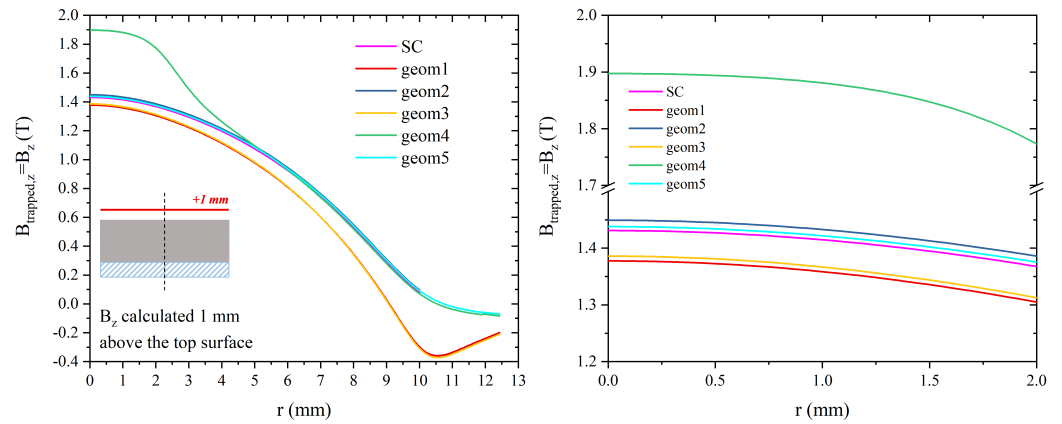 2.0
1.8
1.6
1.4
1.2
1.0
0.8
0.6
0.4
0.2
0.0
-0.2
-0.4
B_trapped,z=B_z (T)
SC
geom1
geom2
geom3
geom4
geom5
+1 mm
B_z calculated 1 mm
above the top surface
0 1 2 3 4 5 6 7 8 9 10 11 12 13
r (mm)
2.0
1.9
1.8
1.7
1.4
1.3
1.2
B_trapped,z=B_z (T)
SC
geom1
geom2
geom3
geom4
geom5
0.0 0.5 1.0 1.5 2.0
r (mm)